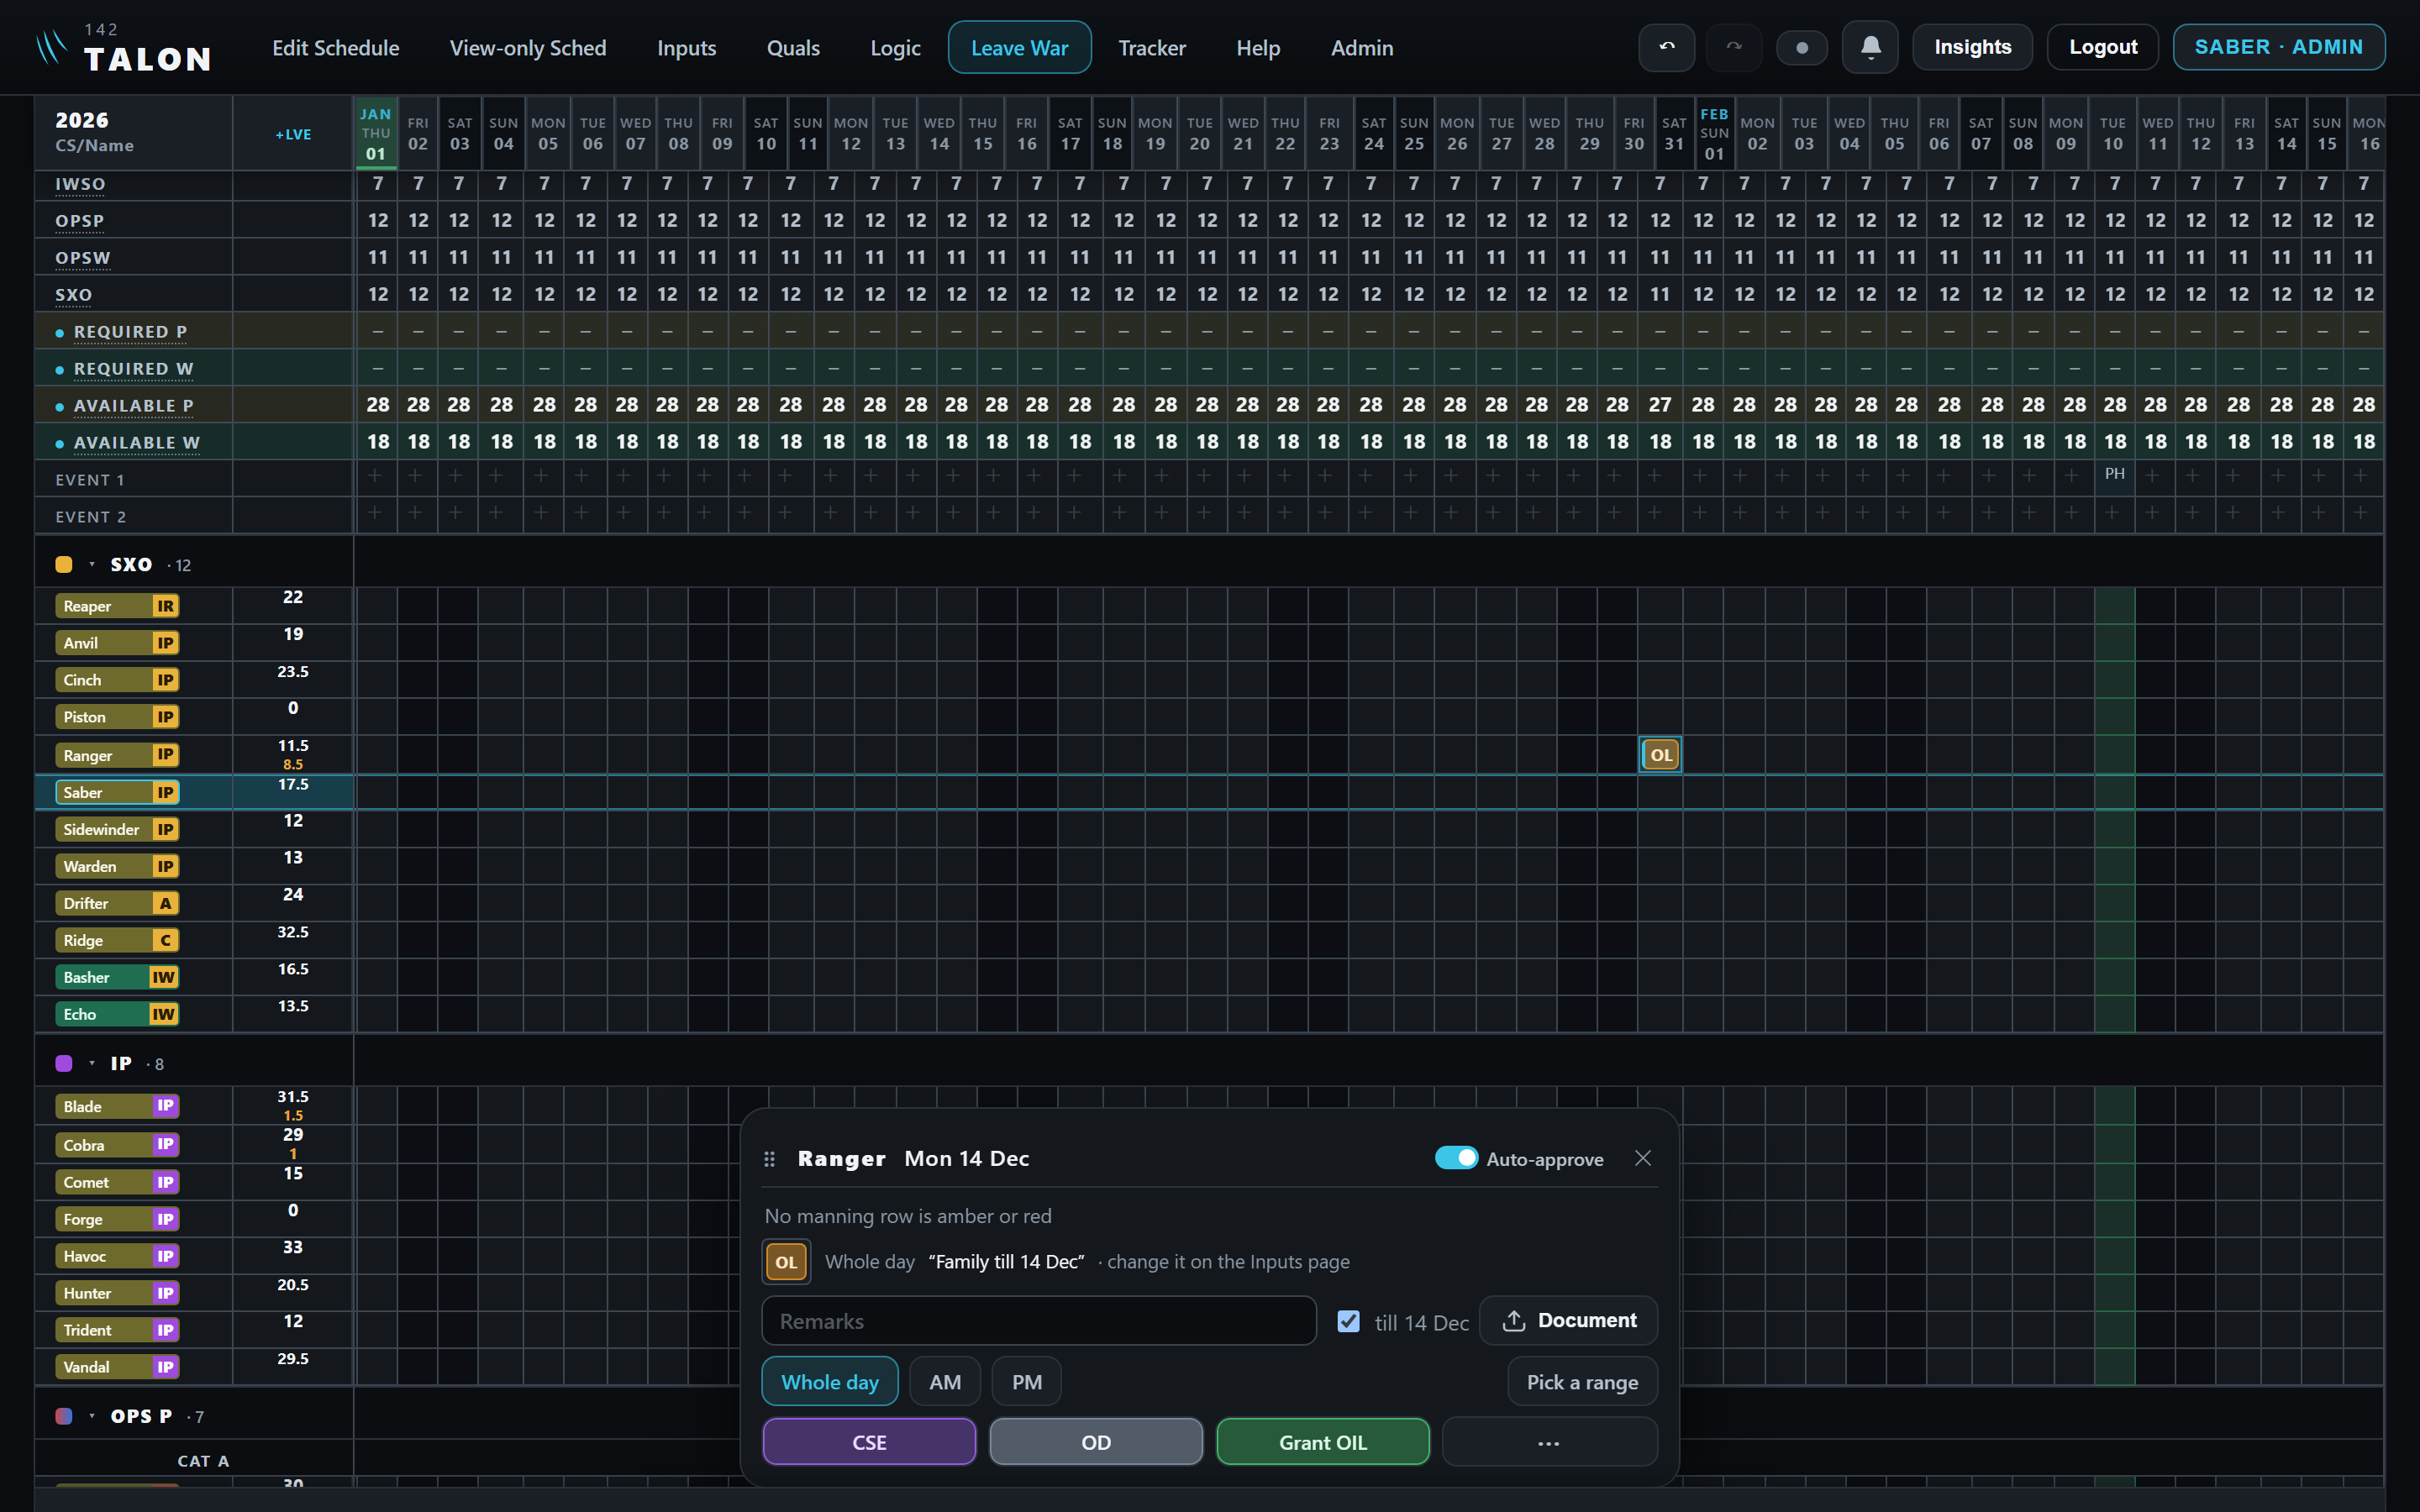 142
TALON
Edit Schedule View-only Sched Inputs Quals Logic Leave War Tracker Help Admin Insights Logout SABER · ADMIN
2026
CS/Name
+LVE
JAN THU 01 FRI 02 SAT 03 SUN 04 MON 05 TUE 06 WED 07 THU 08 FRI 09 SAT 10 SUN 11 MON 12 TUE 13 WED 14 THU 15 FRI 16 SAT 17 SUN 18 MON 19 TUE 20 WED 21 THU 22 FRI 23 SAT 24 SUN 25 MON 26 TUE 27 WED 28 THU 29 FRI 30 SAT 31 FEB SUN 01 MON 02 TUE 03 WED 04 THU 05 FRI 06 SAT 07 SUN 08 MON 09 TUE 10 WED 11 THU 12 FRI 13 SAT 14 SUN 15 MON 16
IWSO 7 7 7 7 7 7 7 7 7 7 7 7 7 7 7 7 7 7 7 7 7 7 7 7 7 7 7 7 7 7 7 7 7 7 7 7 7 7 7 7 7 7 7 7 7 7 7
OPSP 12 12 12 12 12 12 12 12 12 12 12 12 12 12 12 12 12 12 12 12 12 12 12 12 12 12 12 12 12 12 12 12 12 12 12 12 12 12 12 12 12 12 12 12 12 12 12
OPSW 11 11 11 11 11 11 11 11 11 11 11 11 11 11 11 11 11 11 11 11 11 11 11 11 11 11 11 11 11 11 11 11 11 11 11 11 11 11 11 11 11 11 11 11 11 11 11
SXO 12 12 12 12 12 12 12 12 12 12 12 12 12 12 12 12 12 12 12 12 12 12 12 12 12 12 12 12 12 12 11 12 12 12 12 12 12 12 12 12 12 12 12 12 12 12 12
REQUIRED P – – – – – – – – – – – – – – – – – – – – – – – – – – – – – – – – – – – – – – – – – – – – – – –
REQUIRED W – – – – – – – – – – – – – – – – – – – – – – – – – – – – – – – – – – – – – – – – – – – – – – –
AVAILABLE P 28 28 28 28 28 28 28 28 28 28 28 28 28 28 28 28 28 28 28 28 28 28 28 28 28 28 28 28 28 28 27 28 28 28 28 28 28 28 28 28 28 28 28 28 28 28 28
AVAILABLE W 18 18 18 18 18 18 18 18 18 18 18 18 18 18 18 18 18 18 18 18 18 18 18 18 18 18 18 18 18 18 18 18 18 18 18 18 18 18 18 18 18 18 18 18 18 18 18
EVENT 1 + + + + + + + + + + + + + + + + + + + + + + + + + + + + + + + + + + + + + + + + PH + + + + + +
EVENT 2 + + + + + + + + + + + + + + + + + + + + + + + + + + + + + + + + + + + + + + + + + + + + + + +
SXO · 12
Reaper IR 22
Anvil IP 19
Cinch IP 23.5
Piston IP 0
Ranger IP 11.5 8.5 OL
Saber IP 17.5
Sidewinder IP 12
Warden IP 13
Drifter A 24
Ridge C 32.5
Basher IW 16.5
Echo IW 13.5
IP · 8
Blade IP 31.5 1.5
Cobra IP 29 1
Comet IP 15
Forge IP 0
Havoc IP 33
Hunter IP 20.5
Trident IP 12
Vandal IP 29.5
OPS P · 7
CAT A
30
Ranger Mon 14 Dec Auto-approve
No manning row is amber or red
OL Whole day “Family till 14 Dec” · change it on the Inputs page
Remarks till 14 Dec Document
Whole day AM PM Pick a range
CSE OD Grant OIL ...